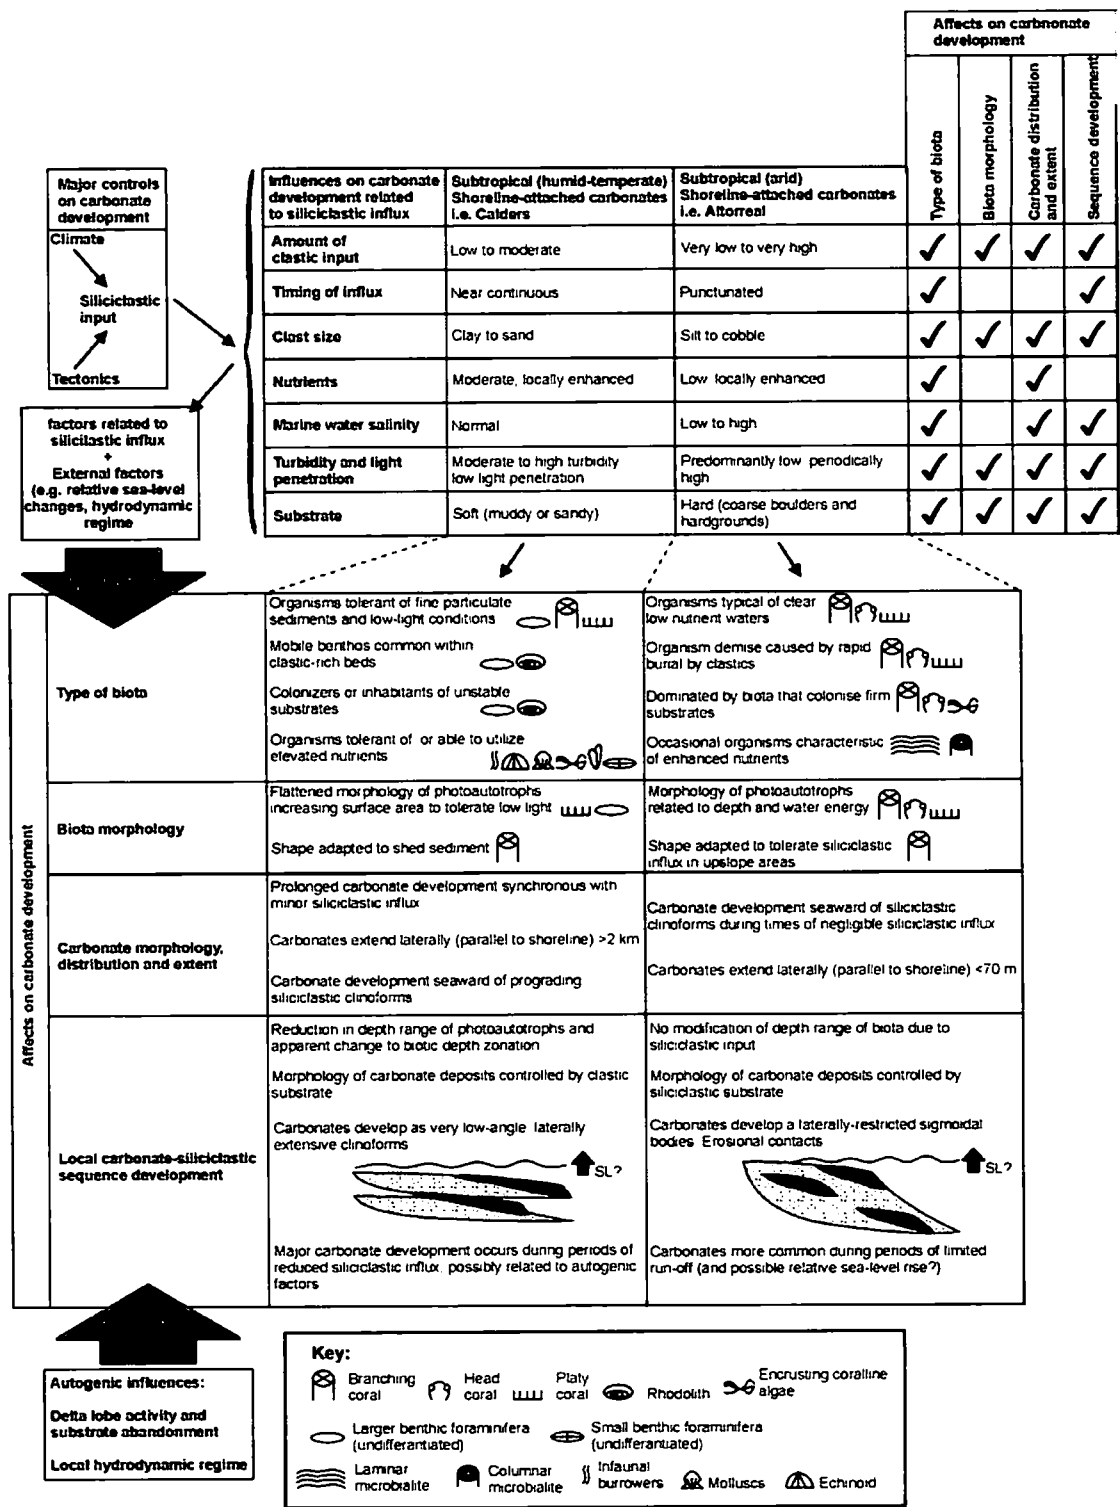 Affects on carbnonate
development
Type of biota
Biota morphology
Carbonate distribution
and extent
Sequence development
Major controls
on carbonate
development
Climate
Siliciclastic
input
Tectonics
factors related to
silicilastic influx
+
External factors
(e.g. relative sea-level
changes, hydrodynamic
regime
Influences on carbonate
development related
to siliciclastic influx
Subtropical (humid-temperate)
Shoreline-attached carbonates
i.e. Calders
Subtropical (arid)
Shoreline-attached carbonates
i.e. Altorreal
Amount of
clastic input
Low to moderate
Very low to very high
✓ ✓ ✓ ✓
Timing of influx
Near continuous
Punctunated
✓ ✓
Clast size
Clay to sand
Silt to cobble
✓ ✓ ✓ ✓
Nutrients
Moderate, locally enhanced
Low locally enhanced
✓ ✓
Marine water salinity
Normal
Low to high
✓ ✓ ✓
Turbidity and light
penetration
Moderate to high turbidity
low light penetration
Predominantly low periodically
high
✓ ✓ ✓ ✓
Substrate
Soft (muddy or sandy)
Hard (coarse boulders and
hardgrounds)
✓ ✓ ✓ ✓
Affects on carbonate development
Type of biota
Organisms tolerant of fine particulate
sediments and low-light conditions
Mobile benthos common within
clastic-rich beds
Colonizers or inhabitants of unstable
substrates
Organisms tolerant of or able to utilize
elevated nutrients
Organisms typical of clear
low nutrient waters
Organism demise caused by rapid
burial by clastics
Dominated by biota that colonise firm
substrates
Occasional organisms characteristic
of enhanced nutrients
Biota morphology
Flattened morphology of photoautotrophs
increasing surface area to tolerate low light
Shape adapted to shed sediment
Morphology of photoautotrophs
related to depth and water energy
Shape adapted to tolerate siliciclastic
influx in upslope areas
Carbonate morphology,
distribution and extent
Prolonged carbonate development synchronous with
minor siliciclastic influx
Carbonates extend laterally (parallel to shoreline) >2 km
Carbonate development seaward of prograding
siliciclastic clinoforms
Carbonate development seaward of siliciclastic
clinoforms during times of negligible siliciclastic influx
Carbonates extend laterally (parallel to shoreline) <70 m
Local carbonate-siliciclastic
sequence development
Reduction in depth range of photoautotrophs and
apparent change to biotic depth zonation
Morphology of carbonate deposits controlled by clastic
substrate
Carbonates develop as very low-angle laterally
extensive clinoforms
SL?
Major carbonate development occurs during periods of
reduced siliciclastic influx, possibly related to autogenic
factors
No modification of depth range of biota due to
siliciclastic input
Morphology of carbonate deposits controlled by
siliciclastic substrate
Carbonates develop a laterally-restricted sigmoidal
bodies Erosional contacts
SL?
Carbonates more common during periods of limited
run-off (and possible relative sea-level rise?)
Autogenic influences:
Delta lobe activity and
substrate abandonment
Local hydrodynamic regime
Key:
Branching
coral
Head
coral
Platy
coral
Rhodolith
Encrusting coralline
algae
Larger benthic foraminifera
(undifferantiated)
Small benthic foraminifera
(undifferantiated)
Laminar
microbialite
Columnar
microbialite
Infaunal
burrowers
Molluscs
Echinoid